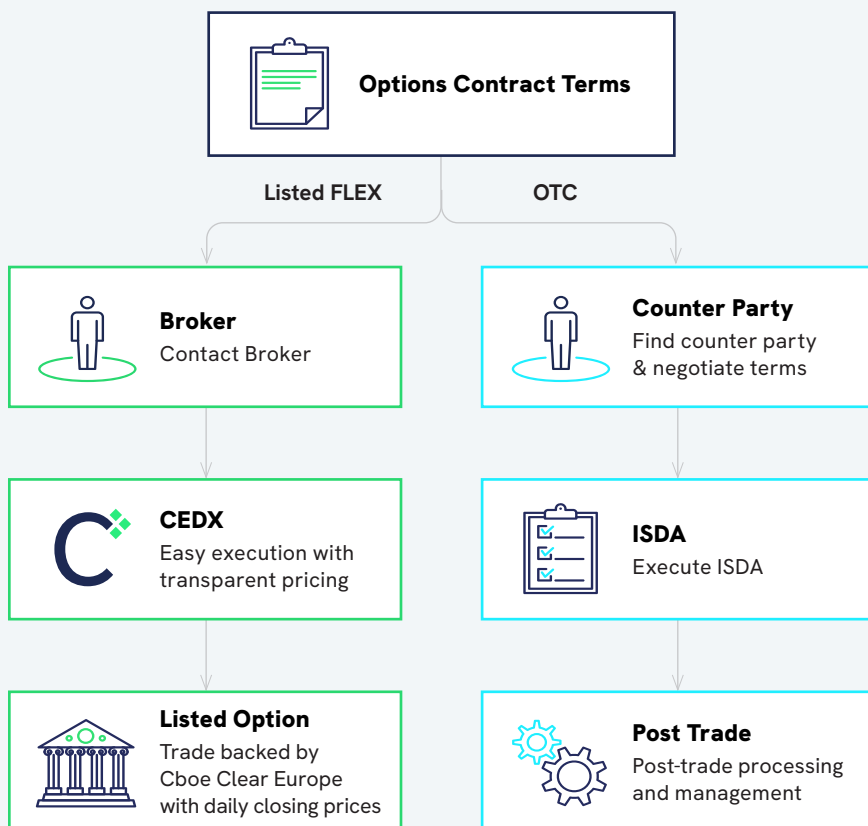 Options Contract Terms
Listed FLEX
OTC
Broker
Contact Broker
Counter Party
Find counter party
& negotiate terms
CEDX
Easy execution with
transparent pricing
ISDA
Execute ISDA
Listed Option
Trade backed by
Cboe Clear Europe
with daily closing prices
Post Trade
Post-trade processing
and management